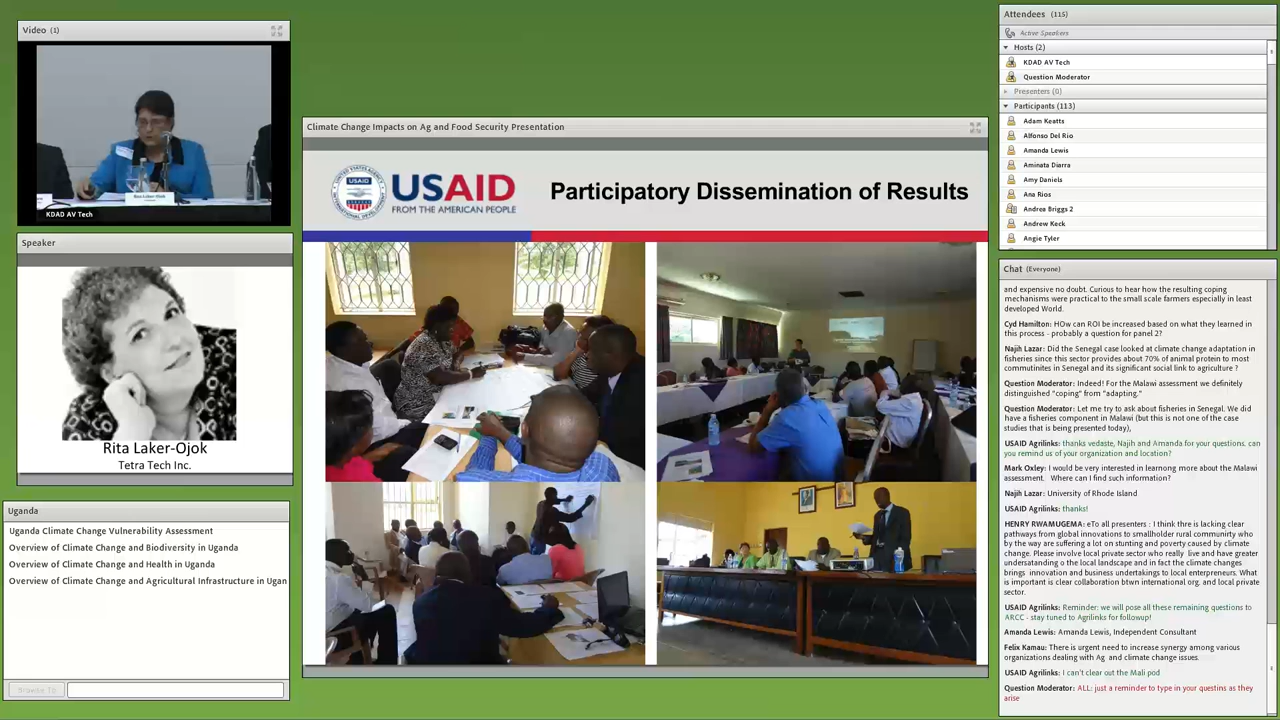 Video (1)
KDAD AV Tech
Rita Laker-Ojok
Speaker
Rita Laker-Ojok
Tetra Tech Inc.
Uganda
Uganda Climate Change Vulnerability Assessment
Overview of Climate Change and Biodiversity in Uganda
Overview of Climate Change and Health in Uganda
Overview of Climate Change and Agricultural Infrastructure in Ugan
Browse To
Climate Change Impacts on Ag and Food Security Presentation
USAID
FROM THE AMERICAN PEOPLE
Participatory Dissemination of Results
Attendees (115)
Active Speakers
Hosts (2)
KDAD AV Tech
Question Moderator
Presenters (0)
Participants (113)
Adam Keatts
Alfonso Del Rio
Amanda Lewis
Aminata Diarra
Amy Daniels
Ana Rios
Andrea Briggs 2
Andrew Keck
Angie Tyler
Chat (Everyone)
and expensive no doubt. Curious to hear how the resulting coping
mechanisms were practical to the small scale farmers especially in least
developed World.
Cyd Hamilton: HOw can ROI be increased based on what they learned in
this process - probably a question for panel 2?
Najih Lazar: Did the Senegal case looked at climate change adaptation in
fisheries since this sector provides about 70% of animal protein to most
communitites in Senegal and its significant social link to agriculture ?
Question Moderator: Indeed! For the Malawi assessment we definitely
distinguished "coping" from "adapting."
Question Moderator: Let me try to ask about fisheries in Senegal. We did
have a fisheries component in Malawi (but this is not one of the case
studies that is being presented today),
USAID Agrilinks: thanks vedaste, Najih and Amanda for your questions. can
you remind us of your organization and location?
Mark Oxley: I would be very interested in learnong more about the Malawi
assessment. Where can I find such information?
Najih Lazar: University of Rhode Island
USAID Agrilinks: thanks!
HENRY RWAMUGEMA: eTo all presenters : I think thre is lacking clear
pathways from global innovations to smallholder rural community who
by the way are suffering a lot on stunting and poverty caused by climate
change. Please involve local private sector who really live and have greater
undersatanding o the local landscape and in fact the climate changes
brings innovation and business undertakings to local entrepreneurs. What
is important is clear collaboration btwn international org. and local private
sector.
USAID Agrilinks: Reminder: we will pose all these remaining questions to
ARCC - stay tuned to Agrilinks for followup!
Amanda Lewis: Amanda Lewis, Independent Consultant
Felix Kamau: There is urgent need to increase synergy among various
organizations dealing with Ag and climate change issues.
USAID Agrilinks: I can't clear out the Mali pod
Question Moderator: ALL: just a reminder to type in your questins as they
arise